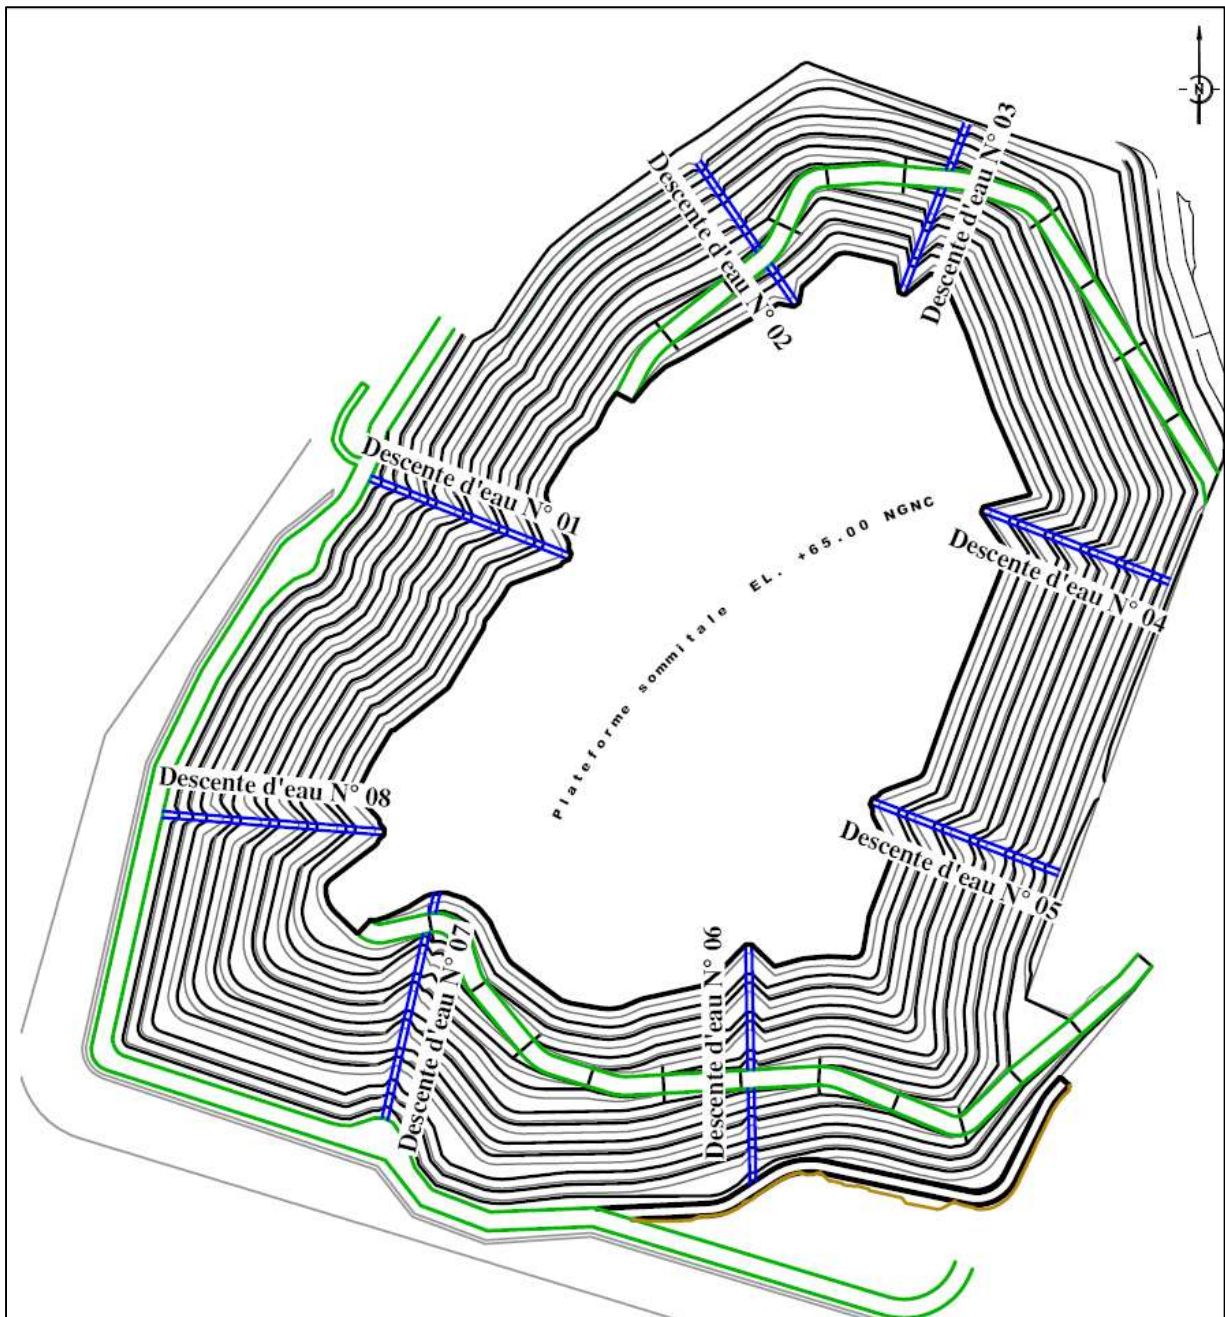 N
Descente d'eau N° 03
Descente d'eau N° 02
Descente d'eau N° 01
Plateforme sommitale EL. +65.00 NGNC
Descente d'eau N° 04
Descente d'eau N° 08
Descente d'eau N° 05
Descente d'eau N° 07
Descente d'eau N° 06